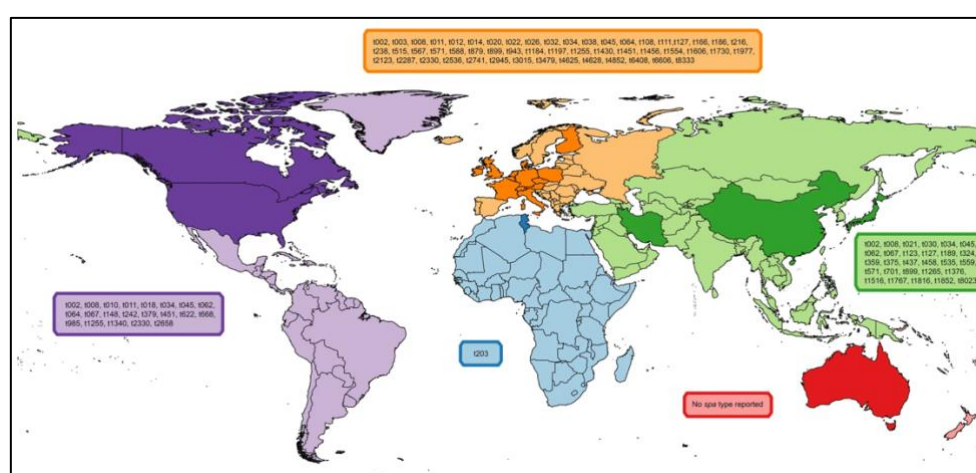 t002, t003, t008, t011, t012, t014, t020, t022, t026, t032, t034, t038, t045, t064, t108, t111,t127, t166, t186, t216,
t238, t515, t567, t571, t588, t879, t899, t943, t1184, t1197, t1255, t1430, t1451, t1456, t1554, t1606, t1730, t1977,
t2123, t2287, t2330, t2536, t2741, t2945, t3015, t3479, t4625, t4628, t4852, t6408, t6606, t8333
t002, t008, t021, t030, t034, t045,
t062, t067, t123, t127, t189, t324,
t359, t375, t437, t458, t535, t559,
t571, t701, t899, t1265, t1376,
t1516, t1767, t1816, t1852, t8023
t002, t008, t010, t011, t018, t034, t045, t062,
t064, t067, t148, t242, t379, t451, t622, t668,
t985, t1255, t1340, t2330, t2658
t203
No spa type reported